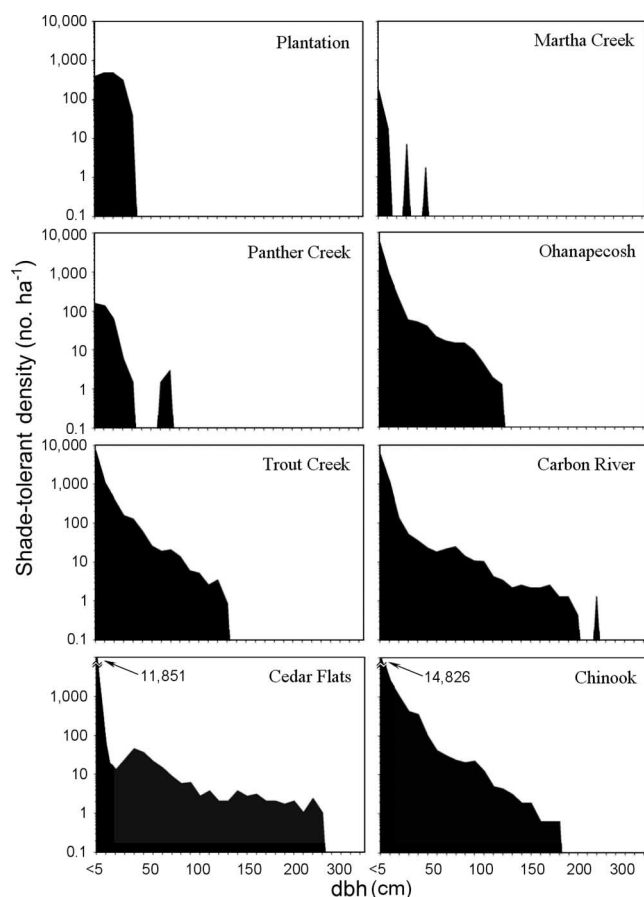 10,000
1,000
100
10
1
0.1
Plantation
Martha Creek
10,000
1,000
100
10
1
0.1
Panther Creek
Ohanapecosh
10,000
1,000
100
10
1
0.1
Trout Creek
Carbon River
1,000
100
10
1
0.1
11,851
Cedar Flats
14,826
Chinook
<5 50 100 150 200 300
<5 50 100 150 200 300
dbh (cm)
Shade-tolerant density (no. ha⁻¹)